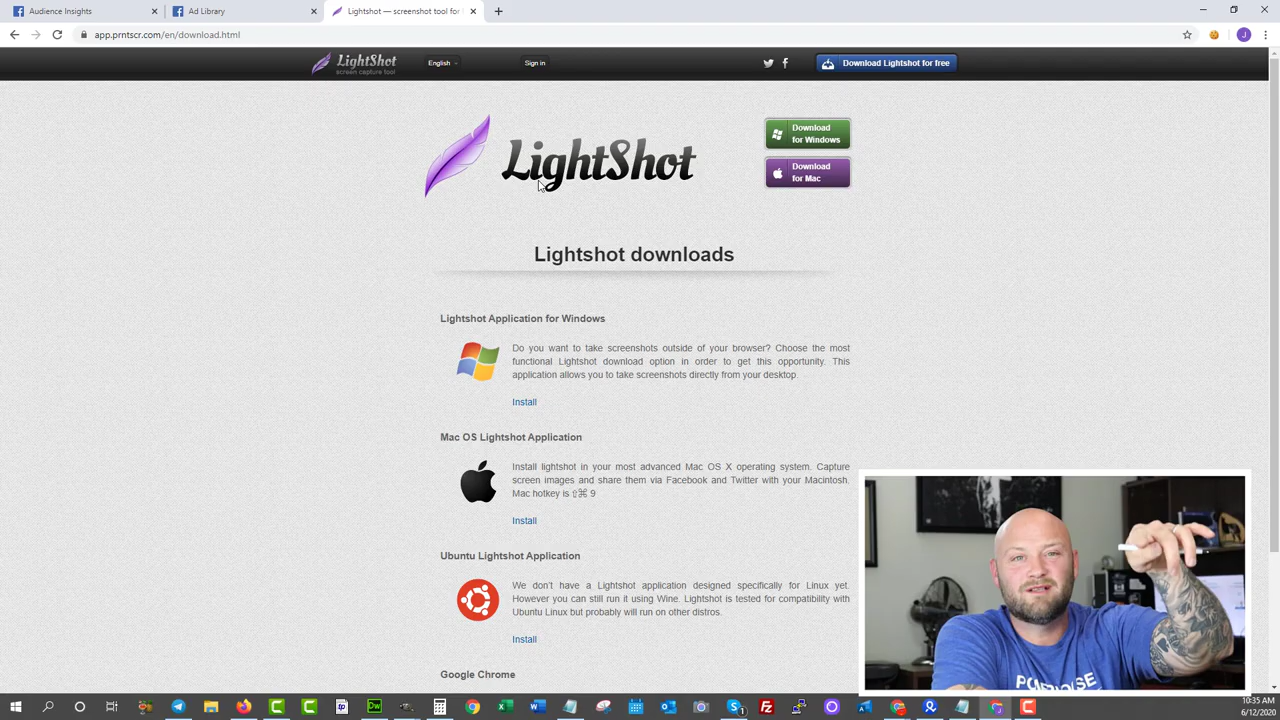 Audience Insights
Ad Library
Lightshot — screenshot tool for
app.prntscr.com/en/download.html
LightShot
screen capture tool
English
Sign in
Download Lightshot for free
LightShot
Download
for Windows
Download
for Mac
Lightshot downloads
Lightshot Application for Windows
Do you want to take screenshots outside of your browser? Choose the most
functional Lightshot download option in order to get this opportunity. This
application allows you to take screenshots directly from your desktop.
Install
Mac OS Lightshot Application
Install lightshot in your most advanced Mac OS X operating system. Capture
screen images and share them via Facebook and Twitter with your Macintosh.
Mac hotkey is ⇧⌘ 9
Install
Ubuntu Lightshot Application
We don't have a Lightshot application designed specifically for Linux yet.
However you can still run it using Wine. Lightshot is tested for compatibility with
Ubuntu Linux but probably will run on other distros.
Install
Google Chrome
10:35 AM
6/12/2020